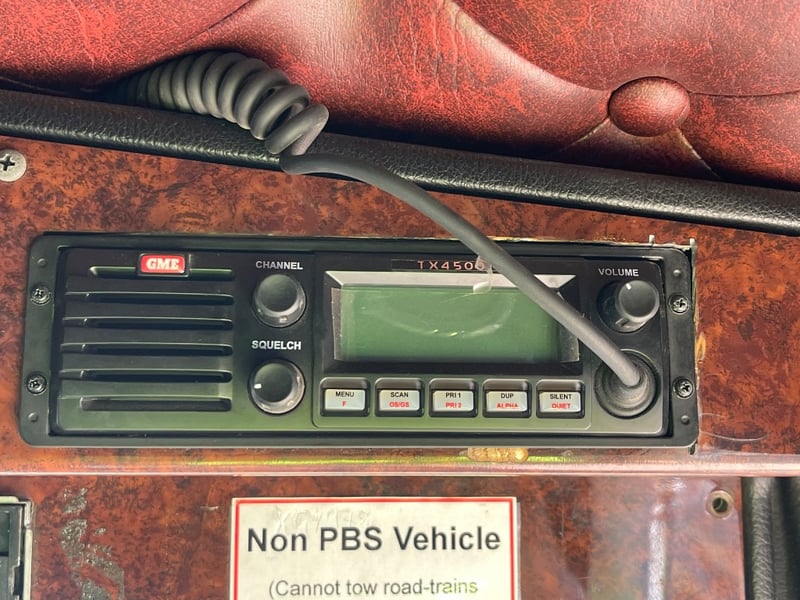 GME
CHANNEL
TX4500
VOLUME
SQUELCH
MENU
F
SCAN
OS/GS
PRI 1
PRI 2
DUP
ALPHA
SILENT
QUIET
Non PBS Vehicle
(Cannot tow road-trains